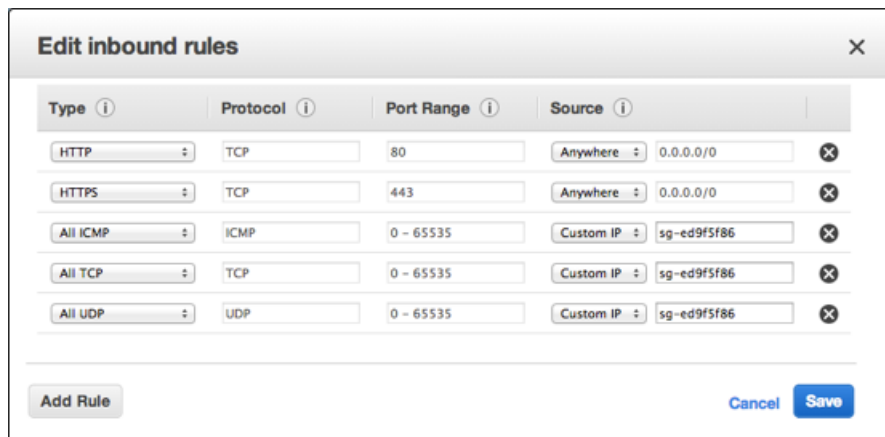 Edit inbound rules
Type Protocol Port Range Source
HTTP TCP 80 Anywhere 0.0.0.0/0
HTTPS TCP 443 Anywhere 0.0.0.0/0
All ICMP ICMP 0 - 65535 Custom IP sg-ed9f5f86
All TCP TCP 0 - 65535 Custom IP sg-ed9f5f86
All UDP UDP 0 - 65535 Custom IP sg-ed9f5f86
Add Rule Cancel Save